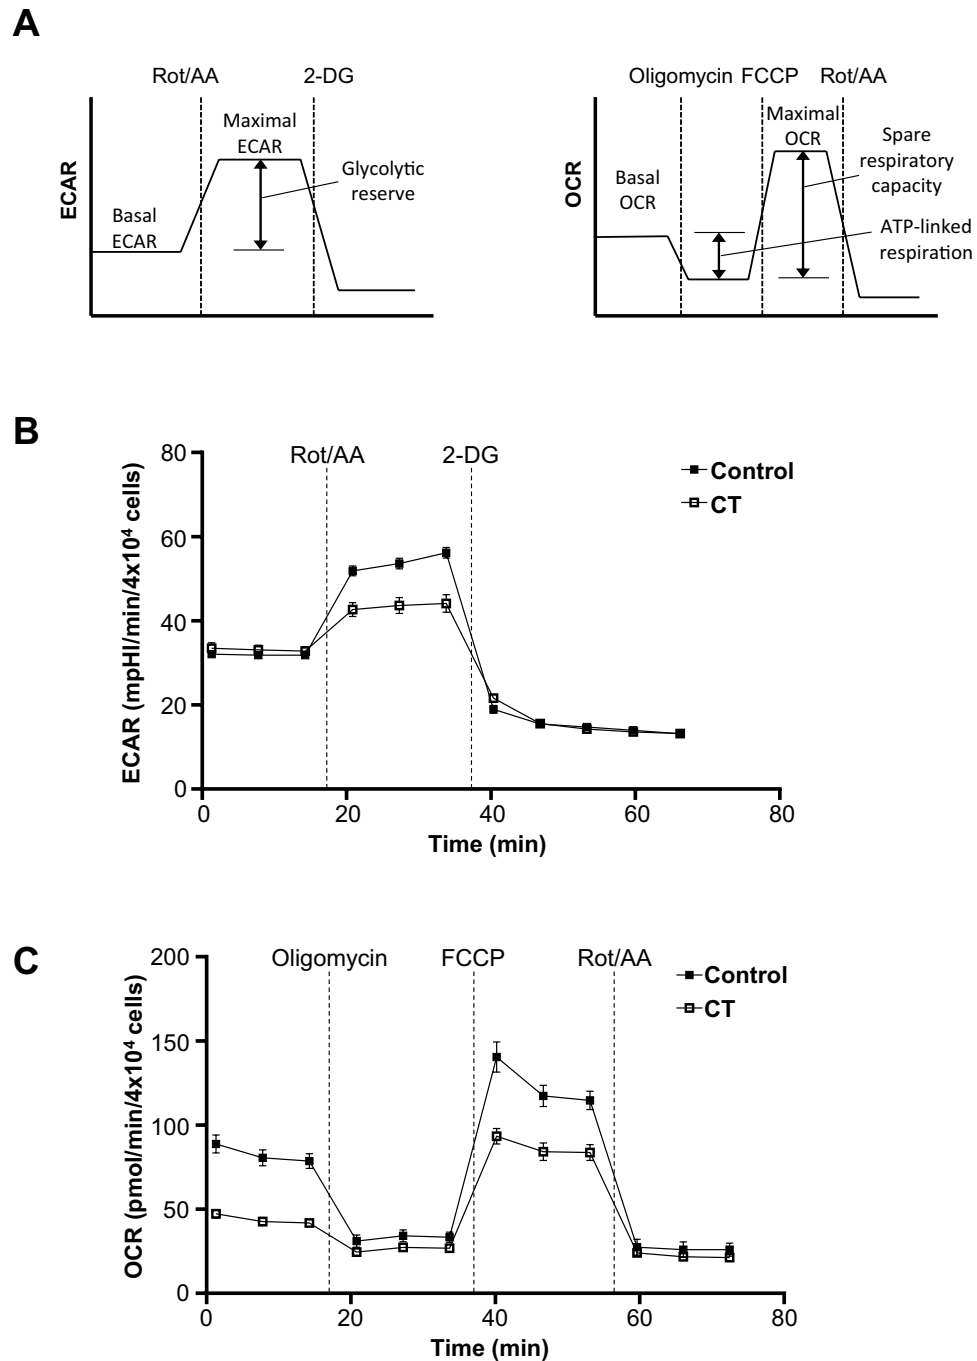 A
Rot/AA
2-DG
Maximal
ECAR
Glycolytic
reserve
Basal
ECAR
ECAR
Oligomycin
FCCP
Rot/AA
Maximal
OCR
Spare
respiratory
capacity
Basal
OCR
ATP-linked
respiration
OCR
B
Rot/AA
2-DG
Control
CT
80
60
40
20
0
ECAR (mpHI/min/4x10⁴ cells)
0 20 40 60 80
Time (min)
C
Oligomycin
FCCP
Rot/AA
Control
CT
200
150
100
50
0
OCR (pmol/min/4x10⁴ cells)
0 20 40 60 80
Time (min)